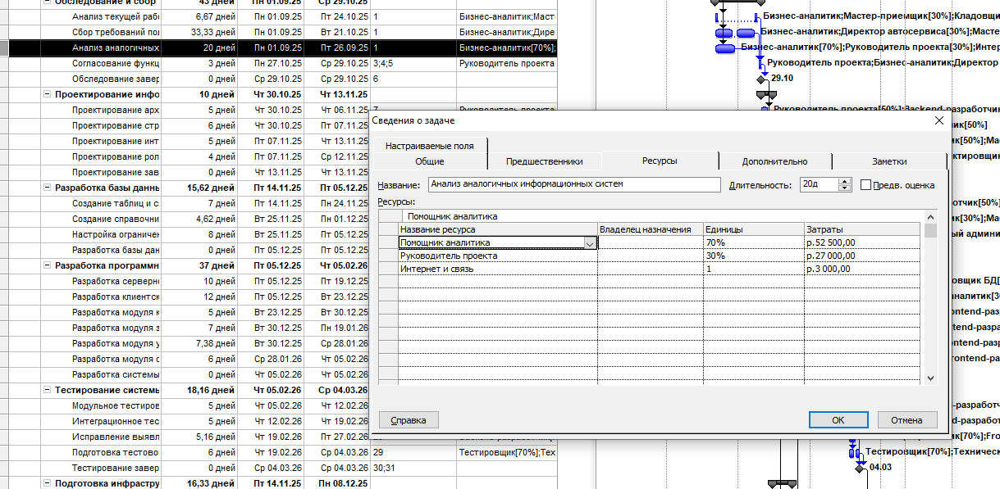 Обследование и сбор 43 дней Пн 01.09.25 Ср 29.10.25
Анализ текущей раб 6,67 дней Пн 01.09.25 Пт 24.10.25 1 Бизнес-аналитик;Маст Бизнес-аналитик;Мастер-приемщик[30%];Кладовщи
Сбор требований по 33,33 дней Пн 01.09.25 Вт 21.10.25 1 Бизнес-аналитик;Дире Бизнес-аналитик;Директор автосервиса[30%];Масте
Анализ аналогичных 20 дней Пн 01.09.25 Пт 26.09.25 1 Бизнес-аналитик[70%]; Бизнес-аналитик[70%];Руководитель проекта[30%];Интер
Согласование функц 3 дней Пн 27.10.25 Ср 29.10.25 3;4;5 Руководитель проекта Руководитель проекта;Бизнес-аналитик;Директор
Обследование завер 0 дней Ср 29.10.25 Ср 29.10.25 6 29.10
Проектирование инфо 10 дней Чт 30.10.25 Чт 13.11.25
Проектирование арх 5 дней Чт 30.10.25 Чт 06.11.25 7 Руководитель проекта[ Руководитель проекта[50%];Backend-разработчик
Проектирование стр 6 дней Чт 30.10.25 Пт 07.11.25 ик[50%]
Проектирование инт 5 дней Пт 07.11.25 Чт 13.11.25
Проектирование рол 4 дней Пт 07.11.25 Ср 12.11.25 ктировщик
Проектирование зав 0 дней Чт 13.11.25 Чт 13.11.25
Разработка базы данны 15,62 дней Пт 14.11.25 Пт 05.12.25
Создание таблиц и с 7 дней Пт 14.11.25 Пн 24.11.25 отчик[50%]
Создание справочни 4,62 дней Вт 25.11.25 Пн 01.12.25 ик[30%];Ма
Настройка ограничен 8 дней Вт 25.11.25 Пт 05.12.25 ый админи
Разработка базы дан 0 дней Пт 05.12.25 Пт 05.12.25
Разработка программн 37 дней Пт 05.12.25 Чт 05.02.26
Разработка серверн 10 дней Пт 05.12.25 Пт 19.12.25 овщик БД[
Разработка клиентск 12 дней Пт 05.12.25 Вт 23.12.25 налитик[3
Разработка модуля к 5 дней Вт 23.12.25 Вт 30.12.25 ontend-раз
Разработка модуля з 7 дней Вт 30.12.25 Пн 19.01.26 tend-разра
Разработка модуля у 7,38 дней Вт 30.12.25 Ср 28.01.26 ontend-раз
Разработка модуля с 6 дней Ср 28.01.26 Чт 05.02.26 rontend-ра
Разработка системы 0 дней Чт 05.02.26 Чт 05.02.26
Тестирование системь 18,16 дней Чт 05.02.26 Ср 04.03.26
Модульное тестиров 5 дней Чт 05.02.26 Чт 12.02.26 -разработч
Интеграционное тес 5 дней Чт 12.02.26 Чт 19.02.26 d-разработ
Исправление выявл 5,16 дней Чт 19.02.26 Пт 27.02.26 ик[70%];Fro
Подготовка тестово 6 дней Чт 19.02.26 Ср 04.03.26 29 Тестировщик[70%];Тех Тестировщик[70%];Техническ
Тестирование завер 0 дней Ср 04.03.26 Ср 04.03.26 30;31 04.03
Подготовка инфрастру 16,33 дней Пт 14.11.25 Пн 08.12.25
Сведения о задаче
Настраиваемые поля
Общие Предшественники Ресурсы Дополнительно Заметки
Название: Анализ аналогичных информационных систем Длительность: 20д Предв. оценка
Ресурсы:
Помощник аналитика
Название ресурса Владелец назначения Единицы Затраты
Помощник аналитика 70% р.52 500,00
Руководитель проекта 30% р.27 000,00
Интернет и связь 1 р.3 000,00
Справка ОК Отмена